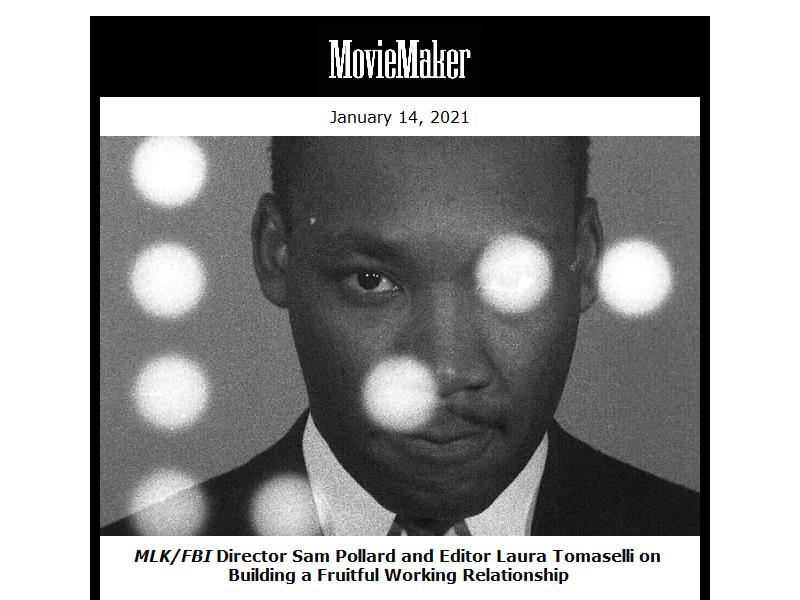 MovieMaker
January 14, 2021
MLK/FBI Director Sam Pollard and Editor Laura Tomaselli on
Building a Fruitful Working Relationship